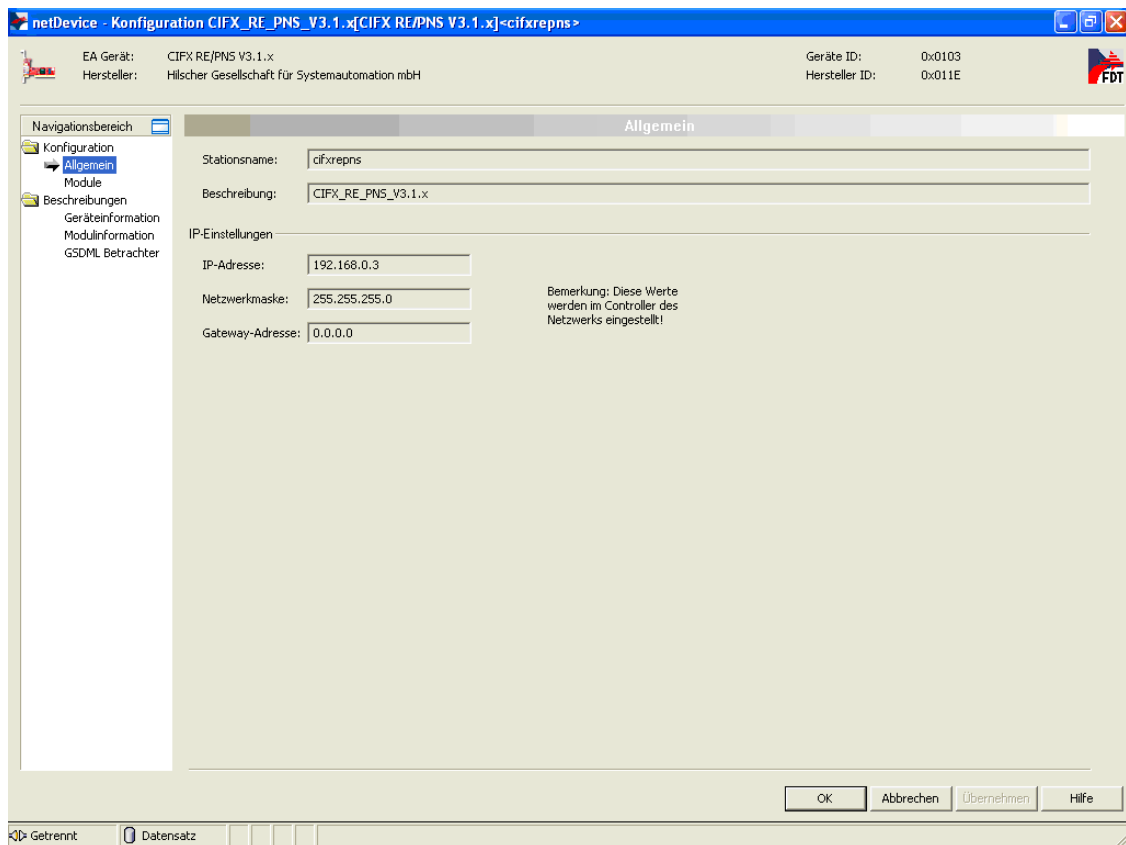 netDevice - Konfiguration CIFX_RE_PNS_V3.1.x[CIFX RE/PNS V3.1.x]<cifxrepns>
EA Gerät: CIFX RE/PNS V3.1.x
Geräte ID: 0x0103
Hersteller: Hilscher Gesellschaft für Systemautomation mbH
Hersteller ID: 0x011E
FDT
Navigationsbereich
Konfiguration
Allgemein
Module
Beschreibungen
Geräteinformation
Modulinformation
GSDML Betrachter
Allgemein
Stationsname: cifxrepns
Beschreibung: CIFX_RE_PNS_V3.1.x
IP-Einstellungen
IP-Adresse: 192.168.0.3
Netzwerkmaske: 255.255.255.0
Gateway-Adresse: 0.0.0.0
Bemerkung: Diese Werte
werden im Controller des
Netzwerks eingestellt!
OK Abbrechen Übernehmen Hilfe
Getrennt Datensatz